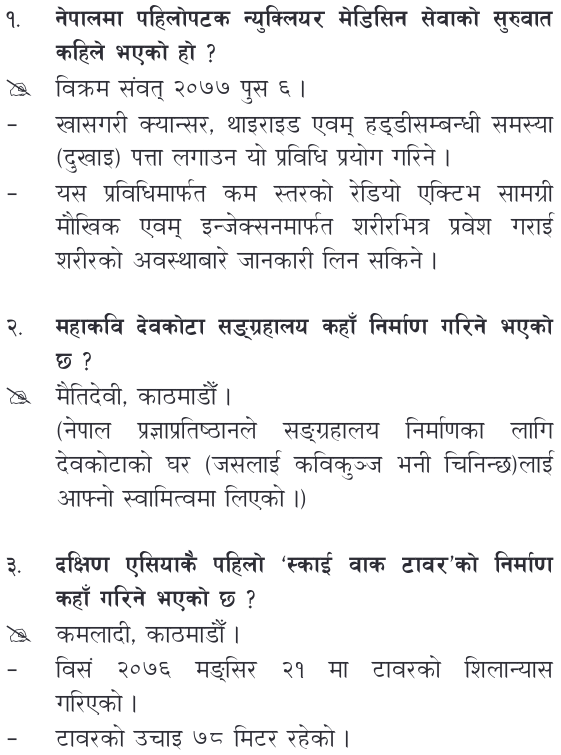 १. नेपालमा पहिलोपटक न्युक्लियर मेडिसिन सेवाको सुरुवात
कहिले भएको हो ?
विक्रम संवत् २०७७ पुस ६ ।
– खासगरी क्यान्सर, थाइराइड एवम् हड्डीसम्बन्धी समस्या
(दुखाइ) पत्ता लगाउन यो प्रविधि प्रयोग गरिने ।
– यस प्रविधिमार्फत कम स्तरको रेडियो एक्टिभ सामग्री
मौखिक एवम् इन्जेक्सनमार्फत शरीरभित्र प्रवेश गराई
शरीरको अवस्थाबारे जानकारी लिन सकिने ।
२. महाकवि देवकोटा सङ्ग्रहालय कहाँ निर्माण गरिने भएको
छ ?
मैतिदेवी, काठमाडौँ ।
(नेपाल प्रज्ञाप्रतिष्ठानले सङ्ग्रहालय निर्माणका लागि
देवकोटाको घर (जसलाई कविकुञ्ज भनी चिनिन्छ)लाई
आफ्नो स्वामित्वमा लिएको ।)
३. दक्षिण एसियाकै पहिलो ‘स्काई वाक टावर’को निर्माण
कहाँ गरिने भएको छ ?
कमलादी, काठमाडौँ ।
– विसं २०७६ मङ्सिर २१ मा टावरको शिलान्यास
गरिएको ।
– टावरको उचाइ ७८ मिटर रहेको ।